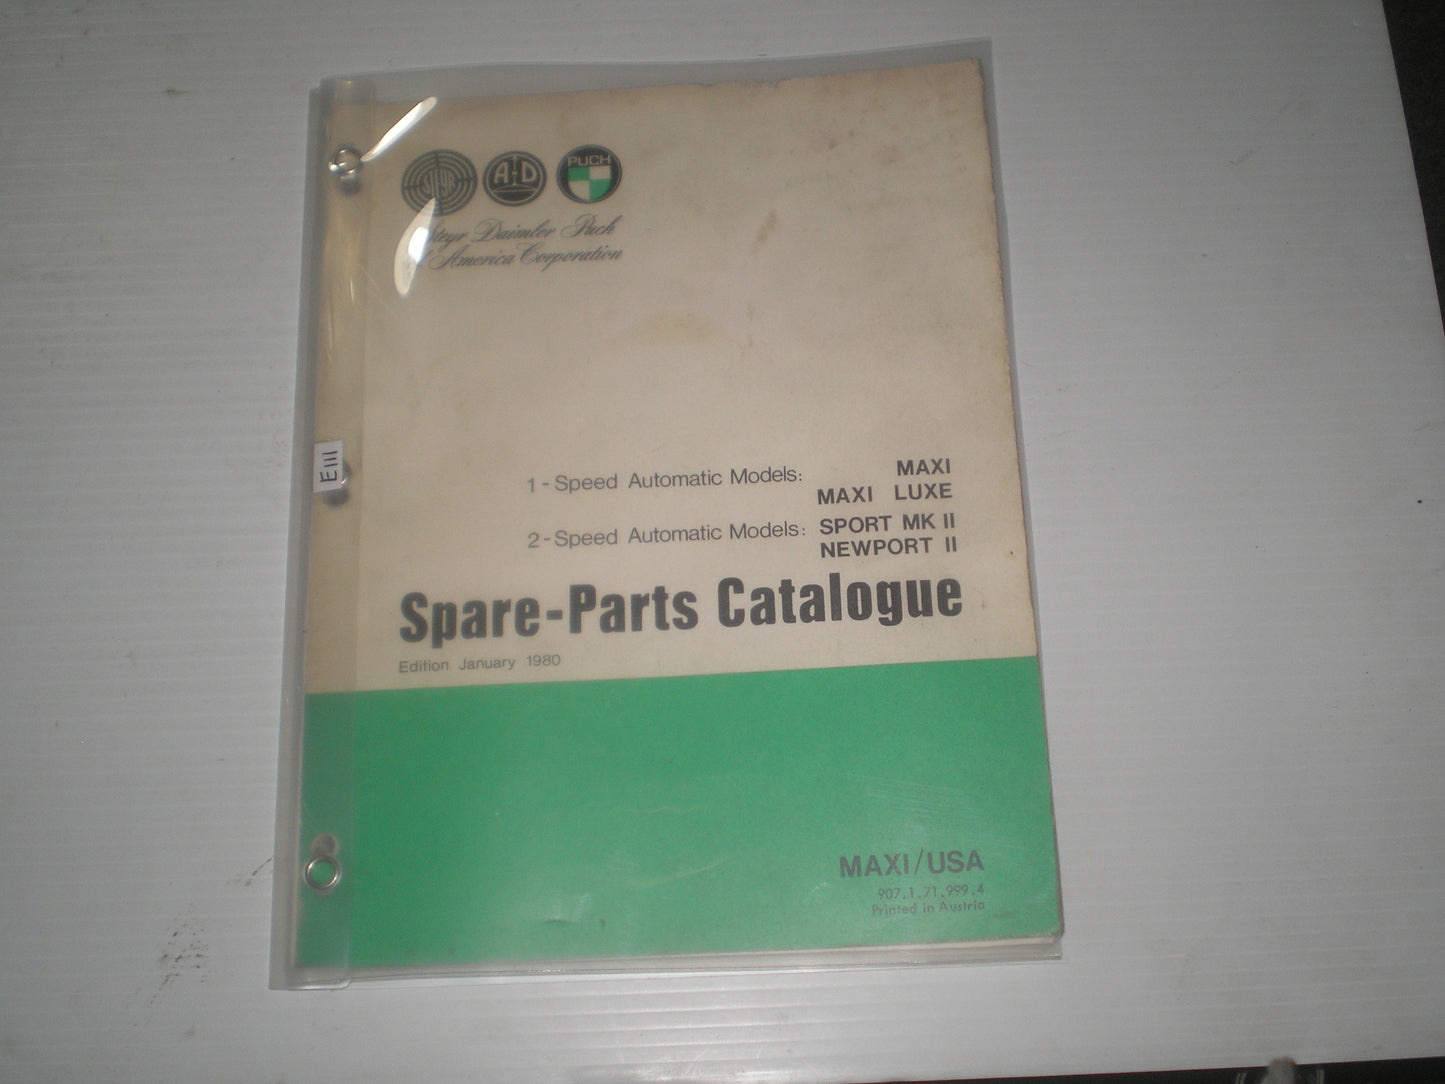 STEYR
A-D
PUCH
Steyr Daimler Puch
America Corporation
EIII
1-Speed Automatic Models: MAXI
MAXI LUXE
2-Speed Automatic Models: SPORT MK II
NEWPORT II
Spare-Parts Catalogue
Edition January 1980
MAXI/USA
907.1.71.999.4
Printed in Austria